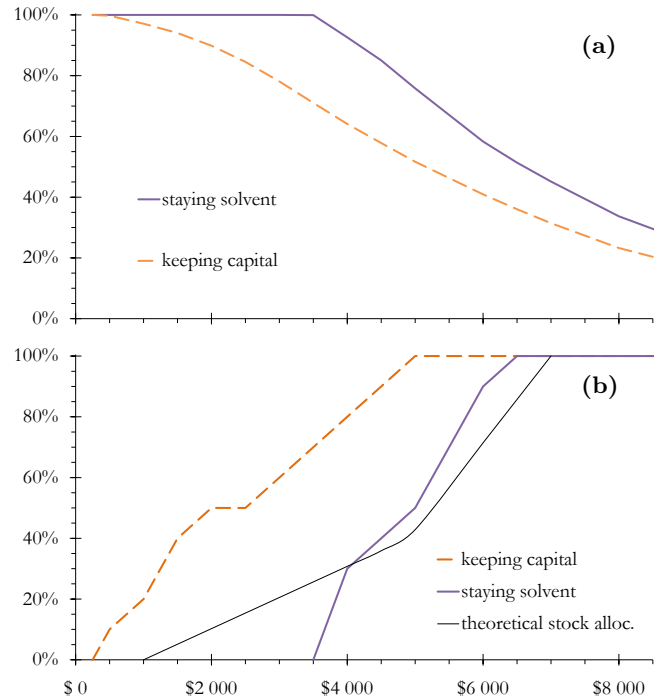 100%
(a)
80%
60%
40%
staying solvent
20%
keeping capital
0%
100%
(b)
80%
60%
40%
keeping capital
staying solvent
20%
theoretical stock alloc.
0%
$ 0
$2 000
$4 000
$6 000
$8 000